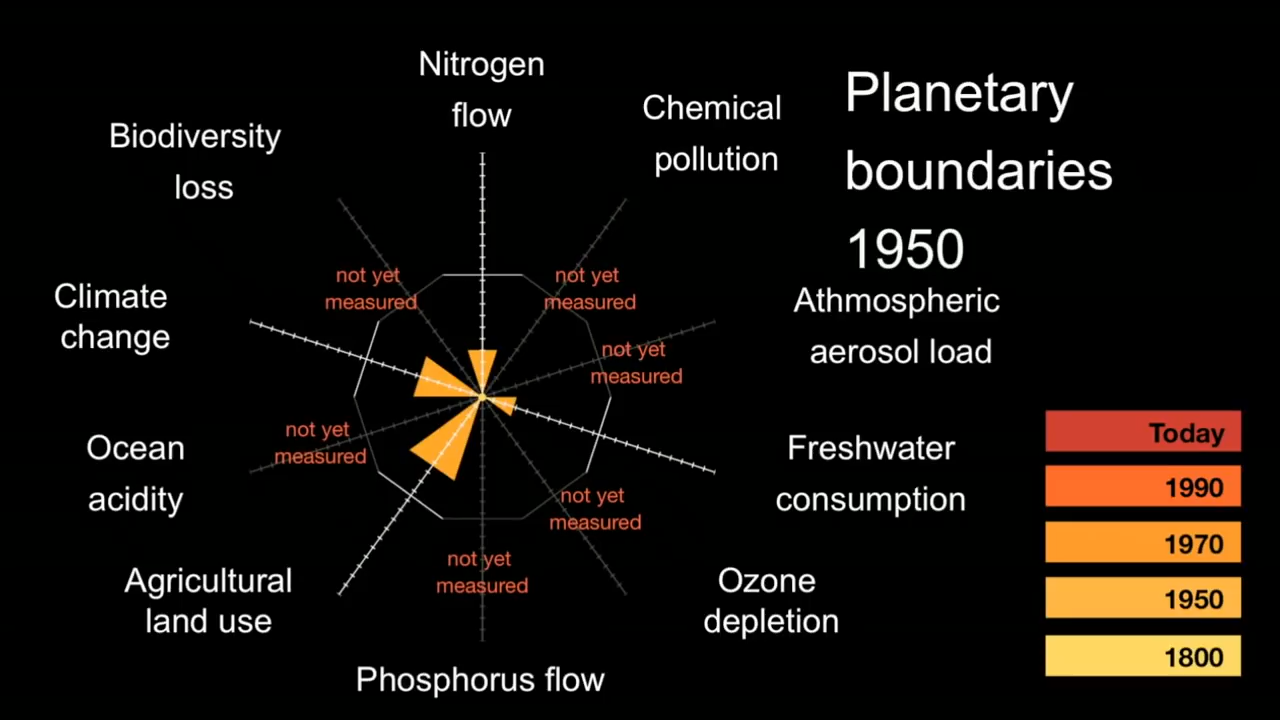 Planetary
boundaries
1950
Nitrogen
flow
Chemical
pollution
Biodiversity
loss
not yet
measured
not yet
measured
Climate
change
Athmospheric
aerosol load
not yet
measured
Ocean
acidity
not yet
measured
Freshwater
consumption
not yet
measured
Agricultural
land use
not yet
measured
Ozone
depletion
Phosphorus flow
Today
1990
1970
1950
1800